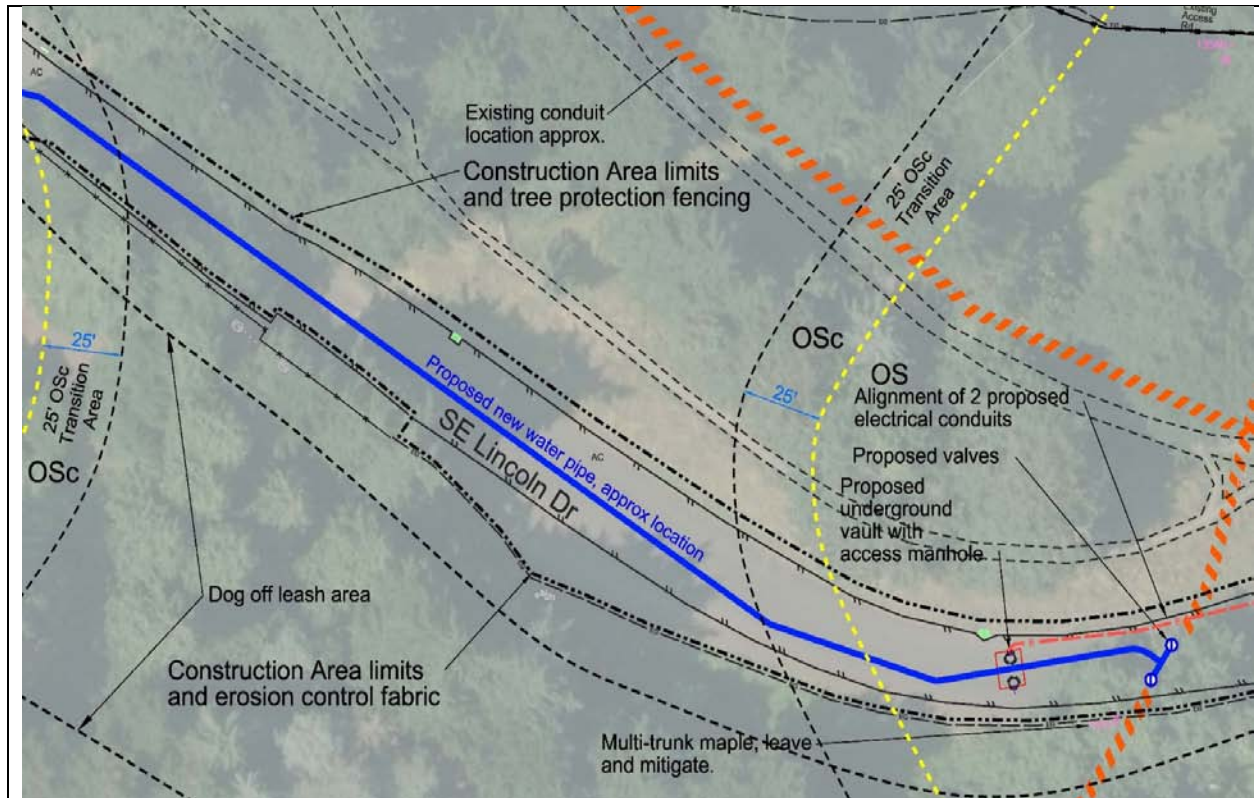 Existing
Access
Rd
AC
Existing conduit
location approx.
Construction Area limits
and tree protection fencing
25' OSc
Transition
Area
25'
25' OSc
Transition
Area
OSc
OSc
OS
25'
Alignment of 2 proposed
electrical conduits
Proposed valves
Proposed
underground
vault with
access manhole
Proposed new water pipe, approx location
SE Lincoln Dr
AC
Dog off leash area
Construction Area limits
and erosion control fabric
Multi-trunk maple, leave
and mitigate.